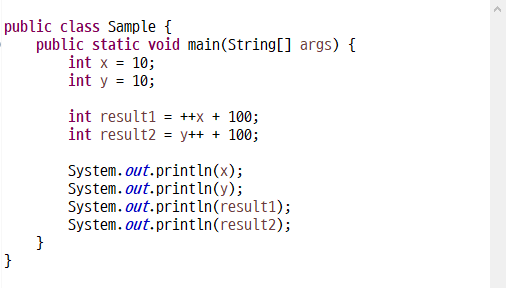 public class Sample {
    public static void main(String[] args) {
        int x = 10;
        int y = 10;

        int result1 = ++x + 100;
        int result2 = y++ + 100;

        System.out.println(x);
        System.out.println(y);
        System.out.println(result1);
        System.out.println(result2);
    }
}